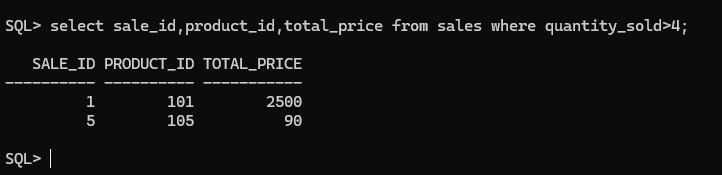 SQL> select sale_id,product_id,total_price from sales where quantity_sold>4;
   SALE_ID PRODUCT_ID TOTAL_PRICE
---------- ---------- -----------
         1        101        2500
         5        105          90
SQL>